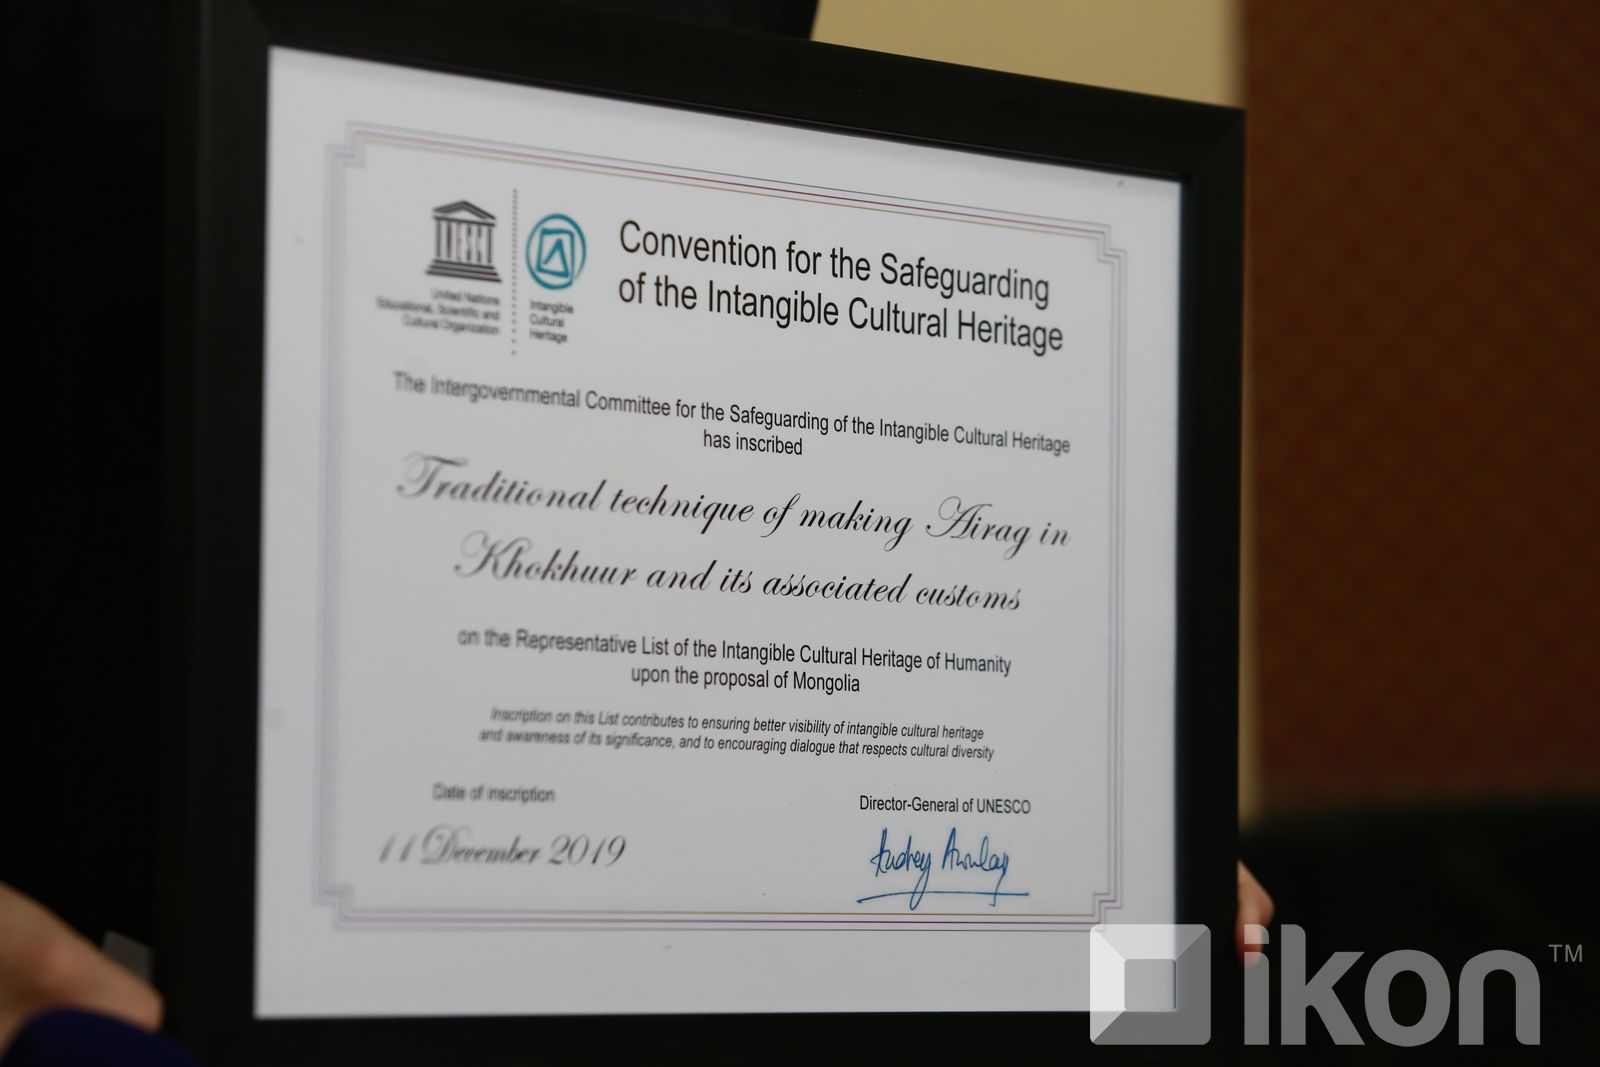 UNESCO
United Nations
Educational, Scientific and
Cultural Organization
Intangible
Cultural
Heritage
Convention for the Safeguarding
of the Intangible Cultural Heritage
The Intergovernmental Committee for the Safeguarding of the Intangible Cultural Heritage
has inscribed
Traditional technique of making Airag in
Khokhuur and its associated customs
on the Representative List of the Intangible Cultural Heritage of Humanity
upon the proposal of Mongolia
Inscription on this List contributes to ensuring better visibility of intangible cultural heritage
and awareness of its significance, and to encouraging dialogue that respects cultural diversity
Date of inscription
11 December 2019
Director-General of UNESCO
Audrey Azoulay
ikon TM